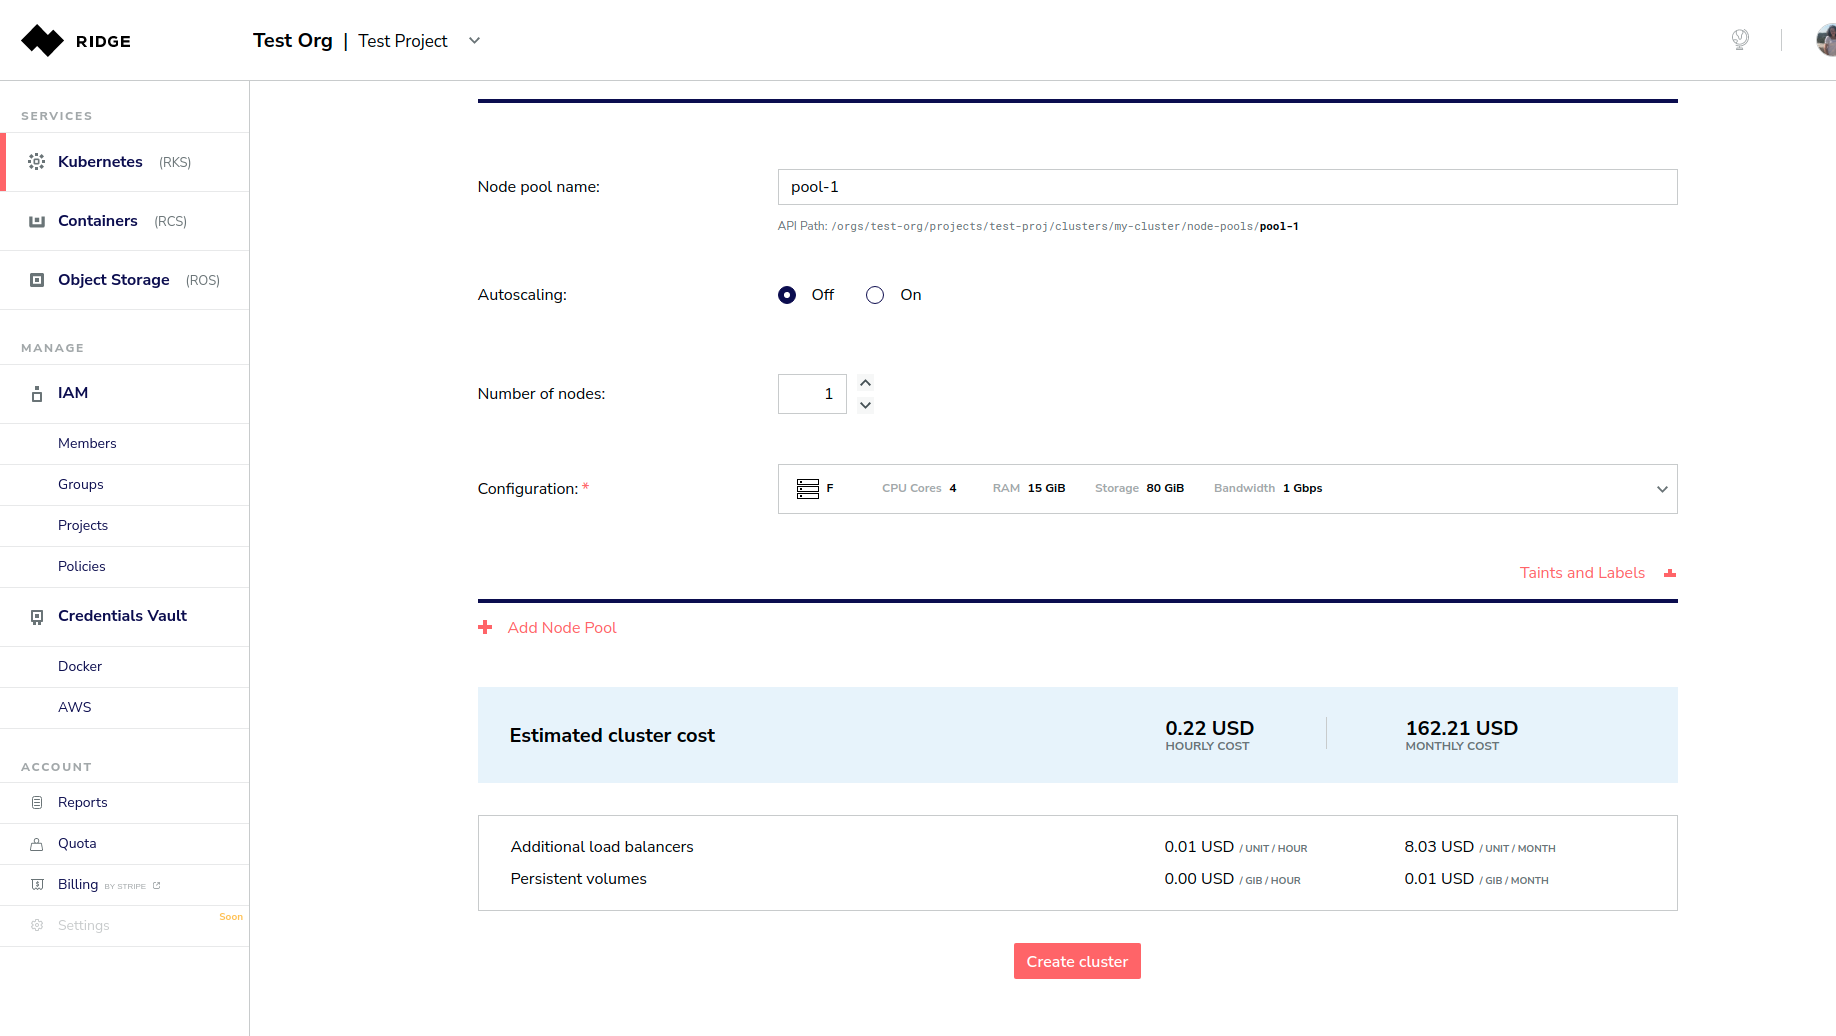 RIDGE
Test Org | Test Project
SERVICES
Kubernetes (RKS)
Containers (RCS)
Object Storage (ROS)
MANAGE
IAM
Members
Groups
Projects
Policies
Credentials Vault
Docker
AWS
ACCOUNT
Reports
Quota
Billing BY STRIPE
Settings Soon
Node pool name: pool-1
API Path: /orgs/test-org/projects/test-proj/clusters/my-cluster/node-pools/pool-1
Autoscaling: Off On
Number of nodes: 1
Configuration: * F CPU Cores 4 RAM 15 GiB Storage 80 GiB Bandwidth 1 Gbps
Taints and Labels
Add Node Pool
Estimated cluster cost 0.22 USD 162.21 USD
HOURLY COST MONTHLY COST
Additional load balancers 0.01 USD / UNIT / HOUR 8.03 USD / UNIT / MONTH
Persistent volumes 0.00 USD / GIB / HOUR 0.01 USD / GIB / MONTH
Create cluster